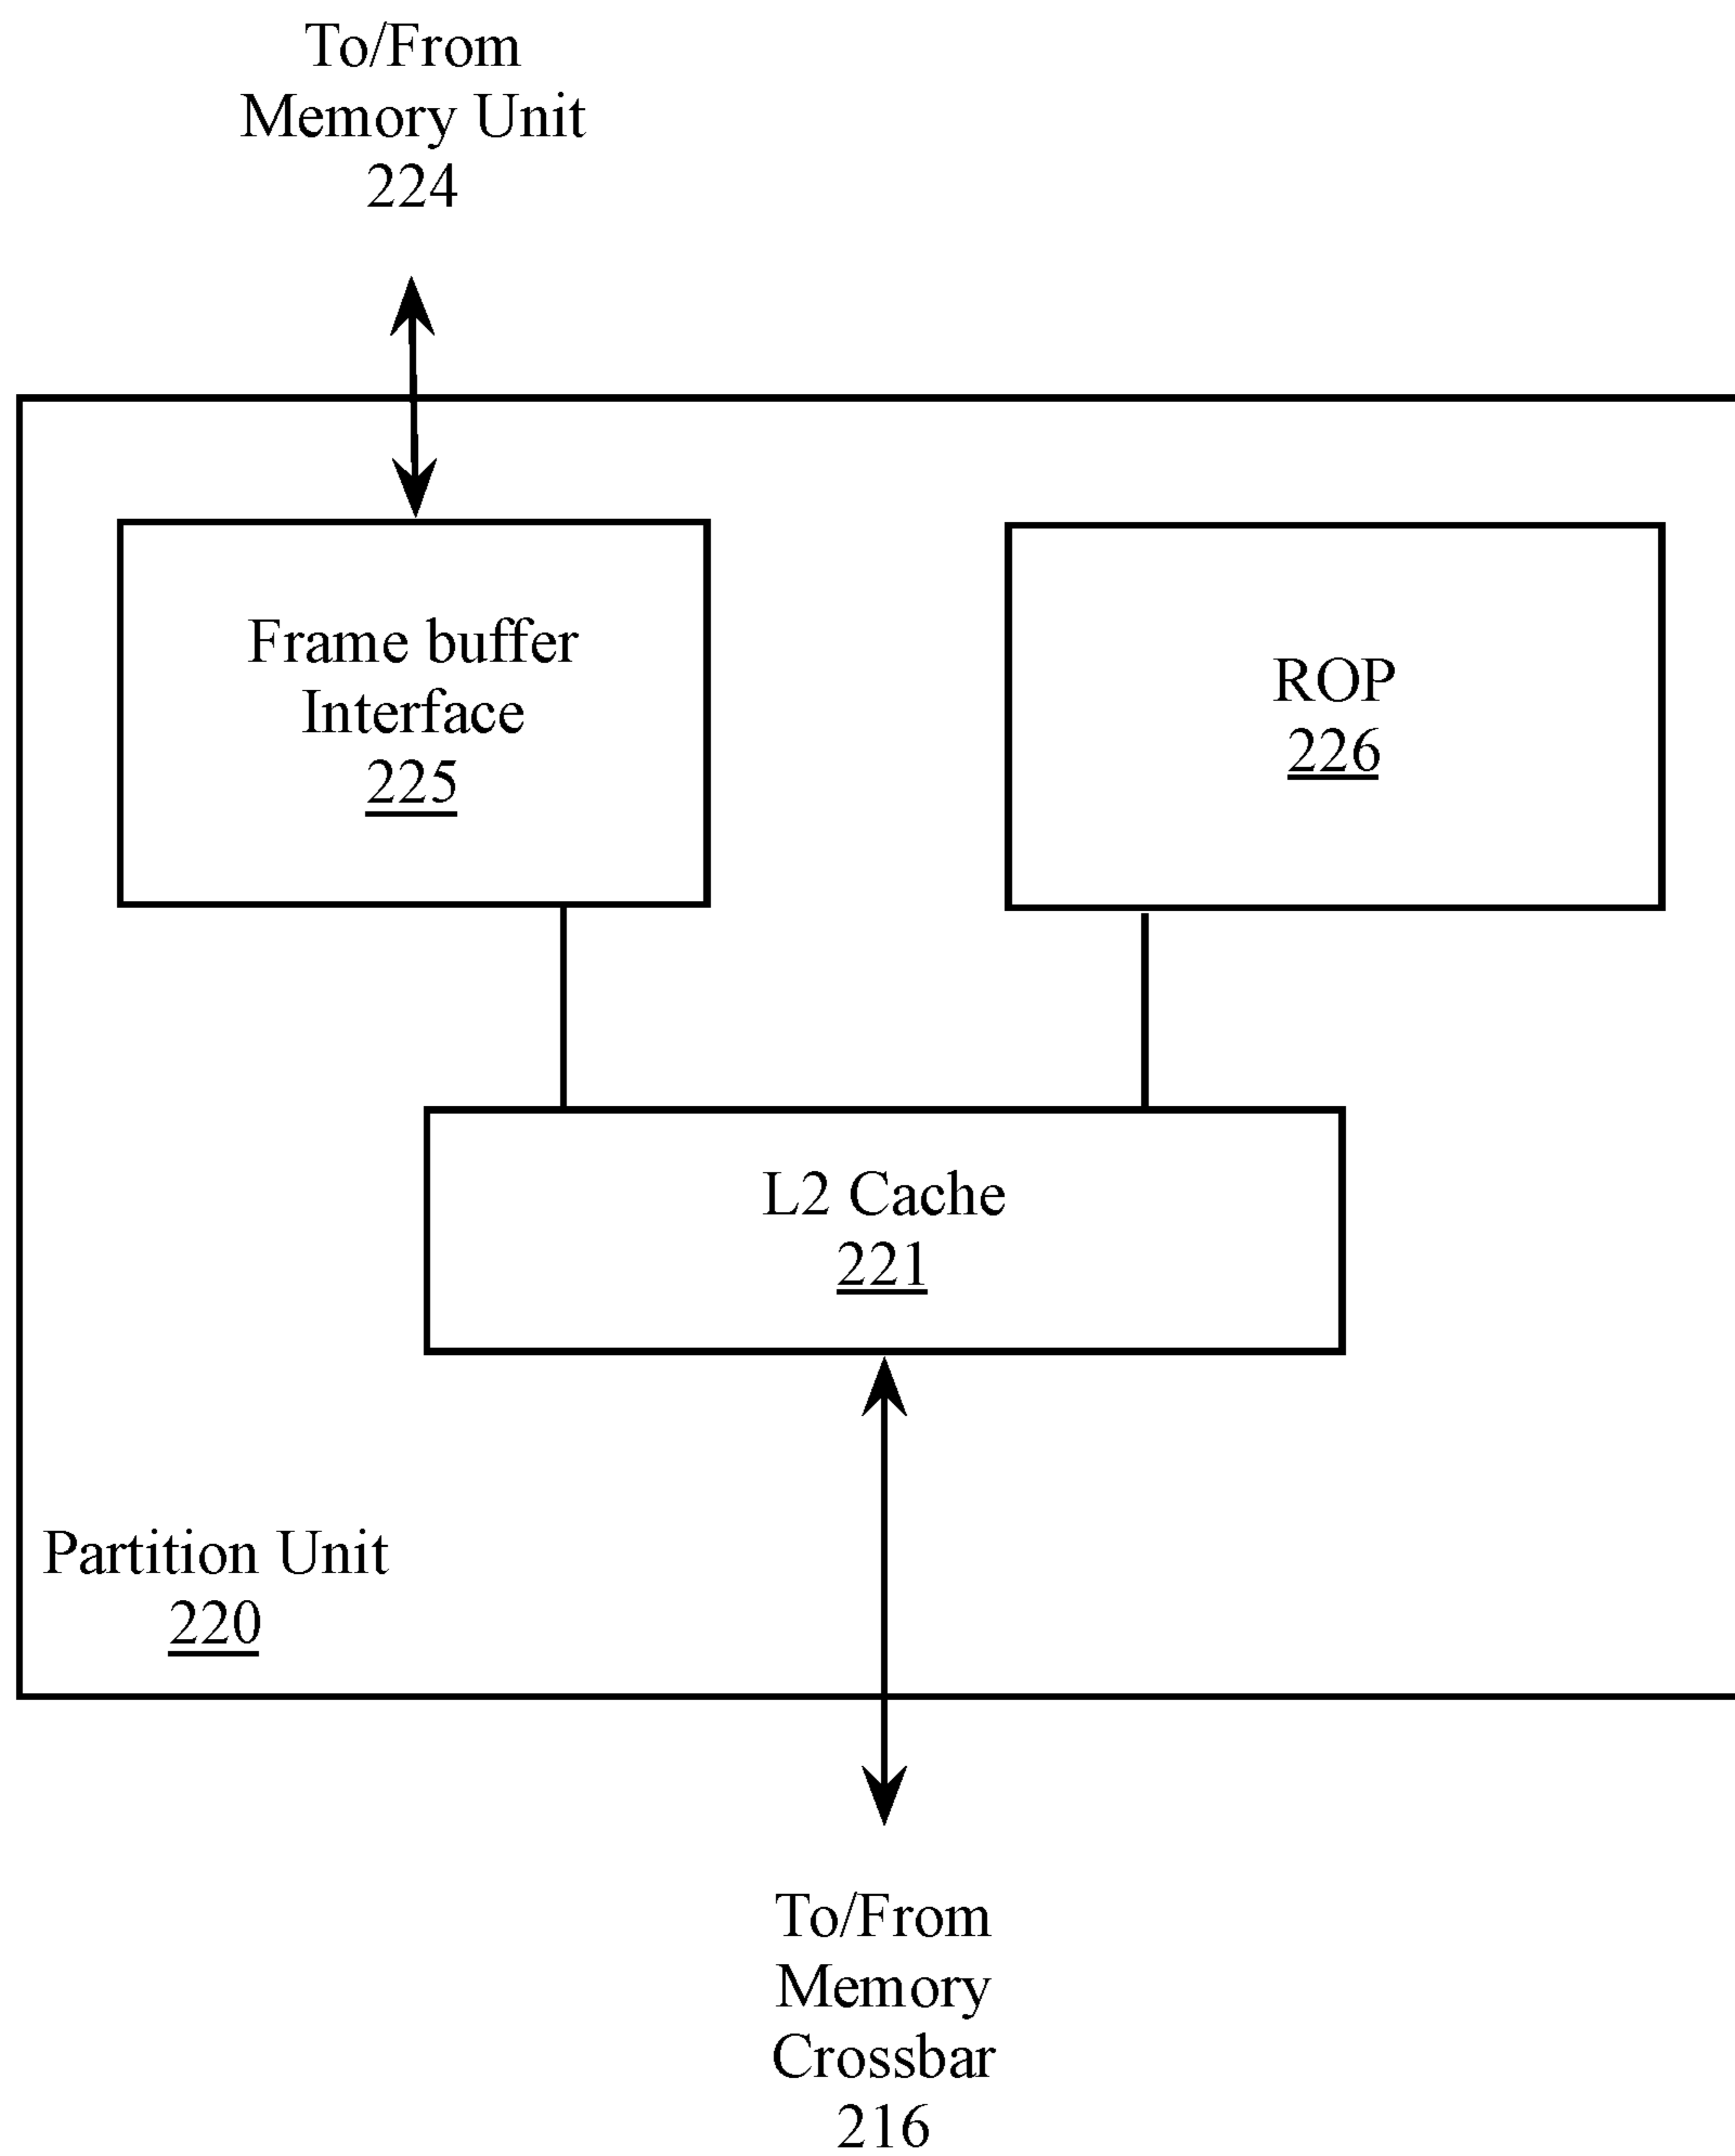 To/From
Memory Unit
224
Frame buffer
Interface
225
ROP
226
L2 Cache
221
Partition Unit
220
To/From
Memory
Crossbar
216